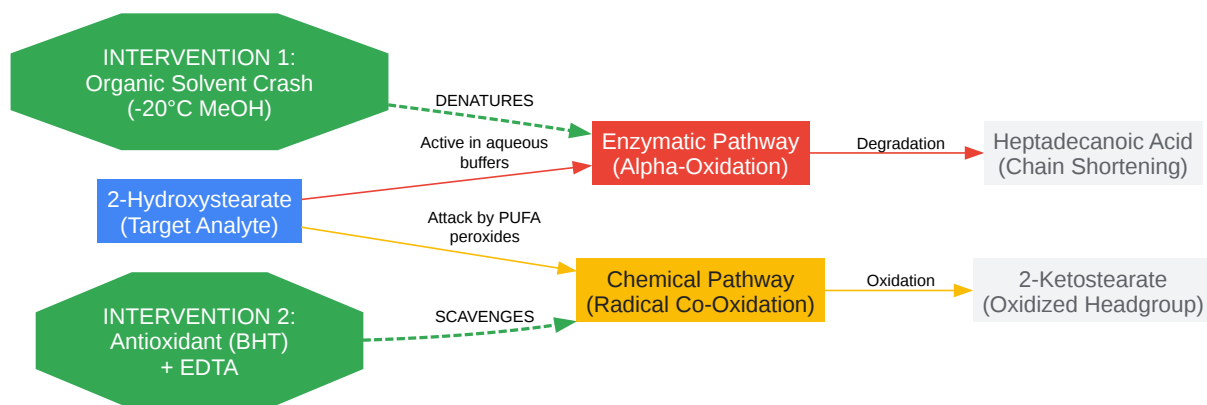 INTERVENTION 1:
Organic Solvent Crash
(-20°C MeOH)
DENATURES
Active in aqueous
buffers
Enzymatic Pathway
(Alpha-Oxidation)
Degradation
Heptadecanoic Acid
(Chain Shortening)
2-Hydroxystearate
(Target Analyte)
Attack by PUFA
peroxides
Chemical Pathway
(Radical Co-Oxidation)
Oxidation
2-Ketostearate
(Oxidized Headgroup)
INTERVENTION 2:
Antioxidant (BHT)
+ EDTA
SCAVENGES